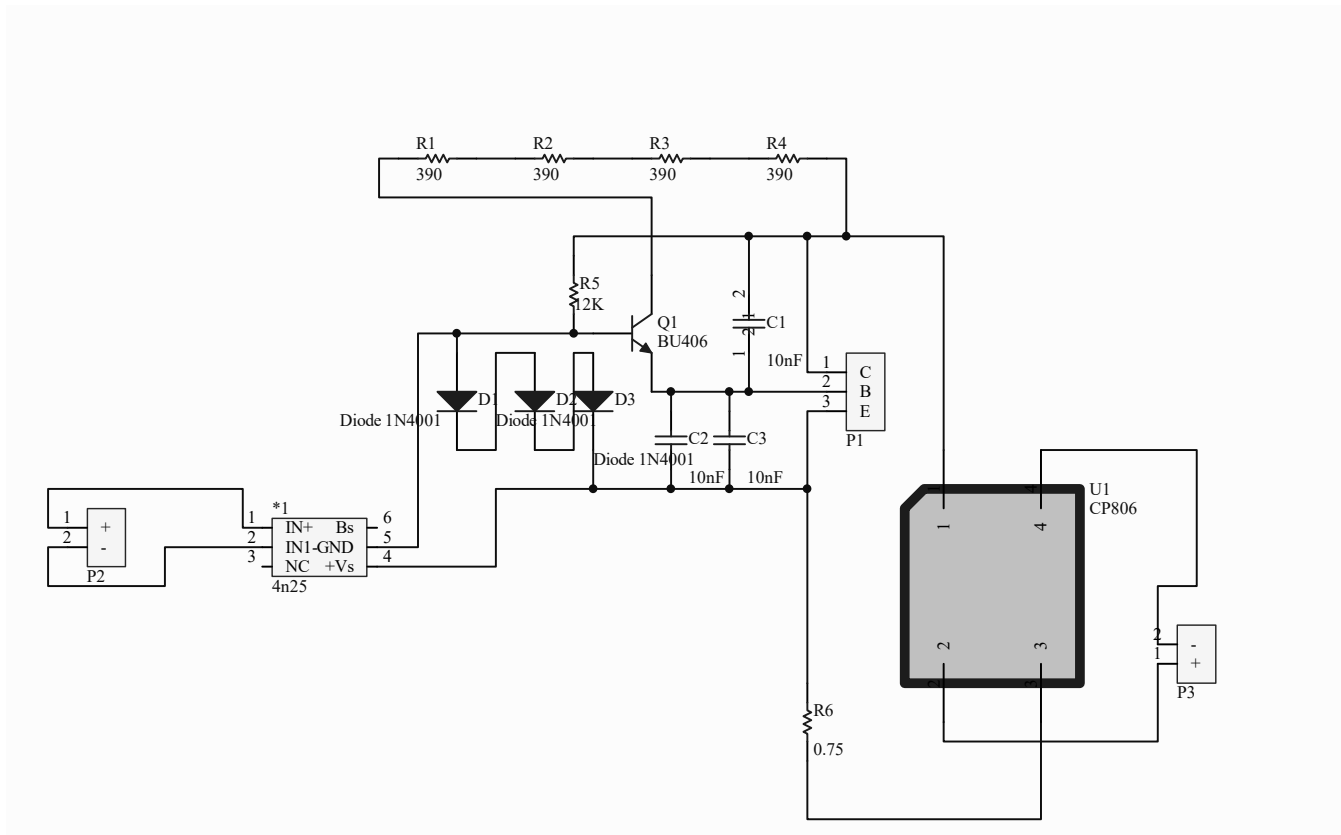 R1
R2
R3
R4
390
390
390
390
R5
12K
2
1
Q1
C1
BU406
2
1
10nF
1
C
2
B
3
E
P1
D1
D2
D3
Diode 1N4001
Diode 1N4001
C2
C3
Diode 1N4001
10nF
10nF
U1
CP806
1
4
1
4
*1
1
+
2
-
P2
1
IN+
Bs
6
2
IN1-GND
5
3
NC
+Vs
4
4n25
2
3
2
3
2
-
1
+
P3
R6
0.75